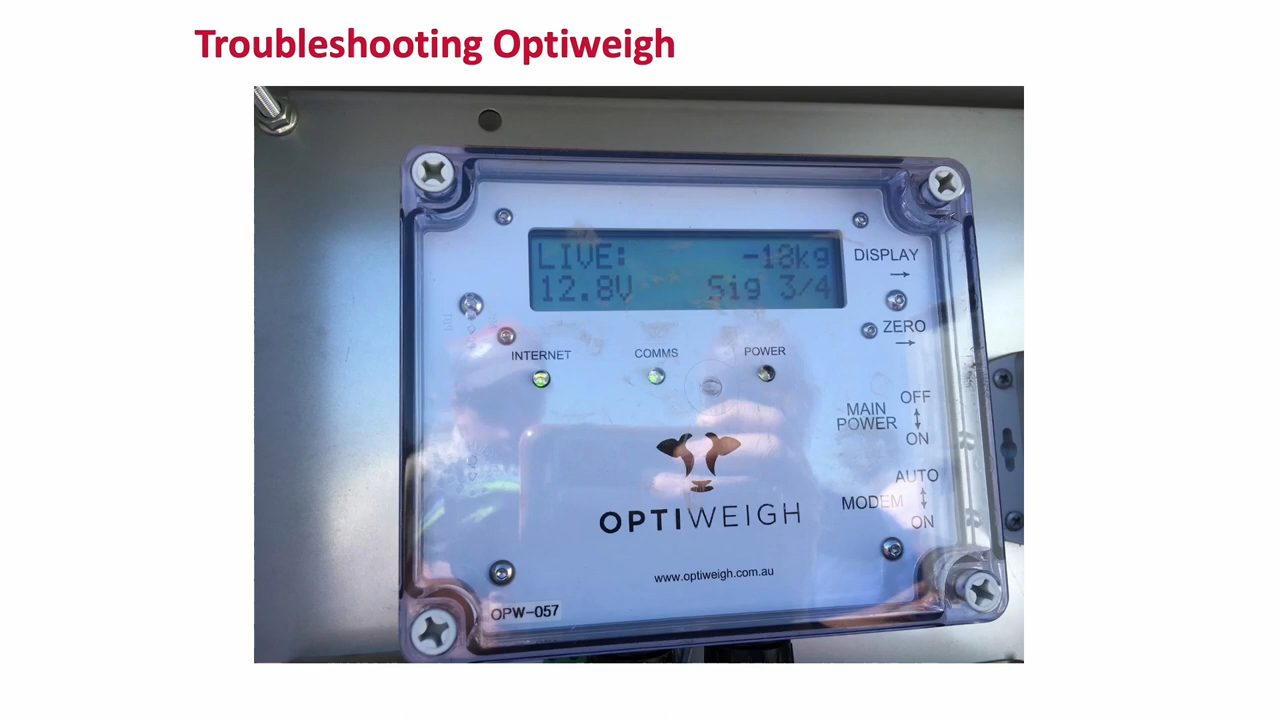 Troubleshooting Optiweigh
LIVE: -18kg
12.8V Sig 3/4
DISPLAY
ZERO
INTERNET COMMS POWER
OFF
MAIN
POWER
ON
AUTO
MODEM
ON
OPTIWEIGH
www.optiweigh.com.au
OPW-057